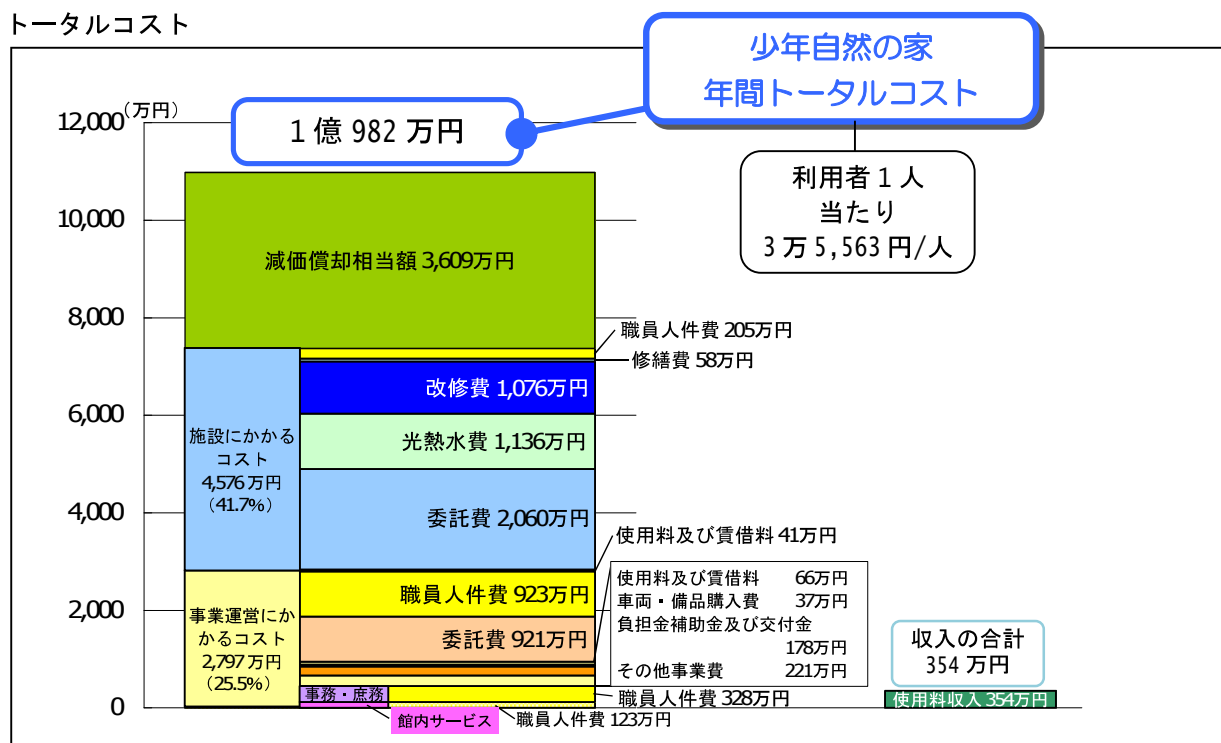 トータルコスト
少年自然の家
年間トータルコスト
(万円)
1億 982 万円
利用者1人
当たり
3万5,563円/人
12,000
10,000
8,000
6,000
4,000
2,000
0
減価償却相当額 3,609万円
職員人件費 205万円
修繕費 58万円
改修費 1,076万円
光熱水費 1,136万円
委託費 2,060万円
施設にかかる
コスト
4,576 万円
(41.7%)
使用料及び賃借料 41万円
職員人件費 923万円
委託費 921万円
事業運営にか
かるコスト
2,797 万円
(25.5%)
使用料及び賃借料 66万円
車両・備品購入費 37万円
負担金補助金及び交付金
178万円
その他事業費 221万円
事務・庶務
職員人件費 328万円
館内サービス
職員人件費 123万円
収入の合計
354 万円
使用料収入 354万円